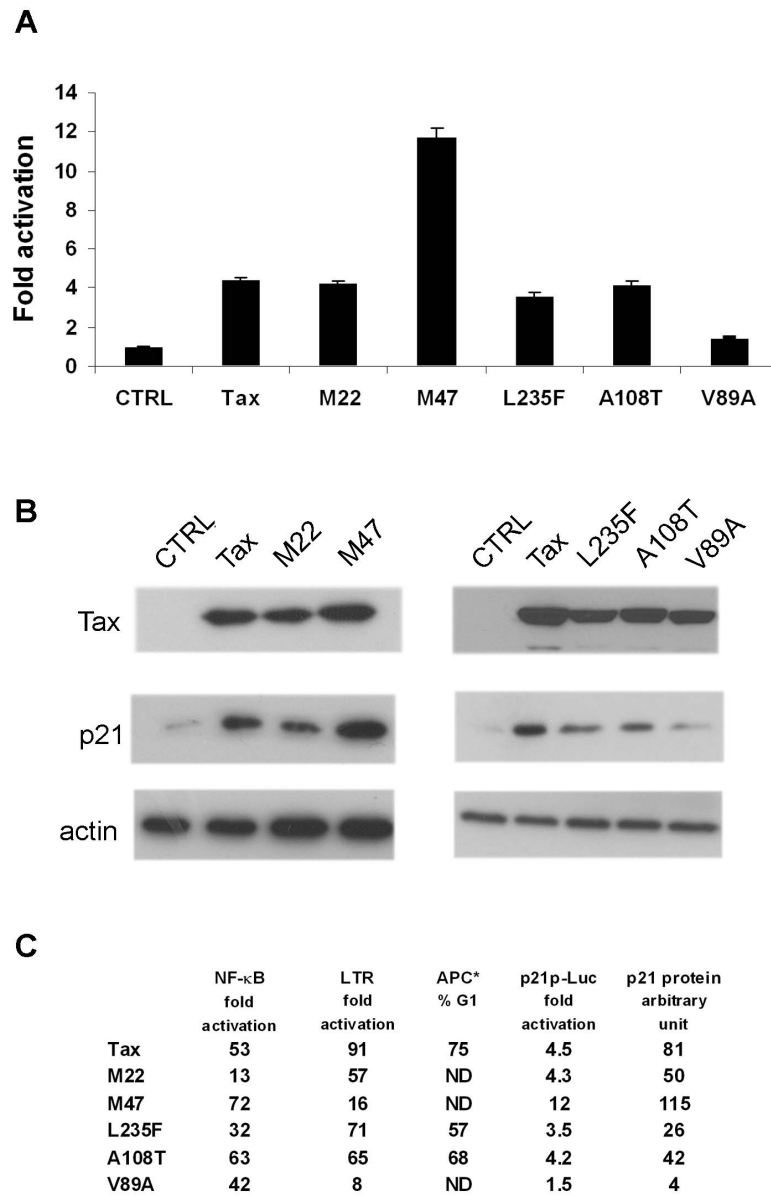 A
Fold activation
14
12
10
8
6
4
2
0
CTRL Tax M22 M47 L235F A108T V89A
B
CTRL Tax M22 M47 CTRL Tax L235F A108T V89A
Tax
p21
actin
C
NF-κB LTR APC* p21p-Luc p21 protein
fold fold % G1 fold arbitrary
activation activation activation unit
Tax 53 91 75 4.5 81
M22 13 57 ND 4.3 50
M47 72 16 ND 12 115
L235F 32 71 57 3.5 26
A108T 63 65 68 4.2 42
V89A 42 8 ND 1.5 4